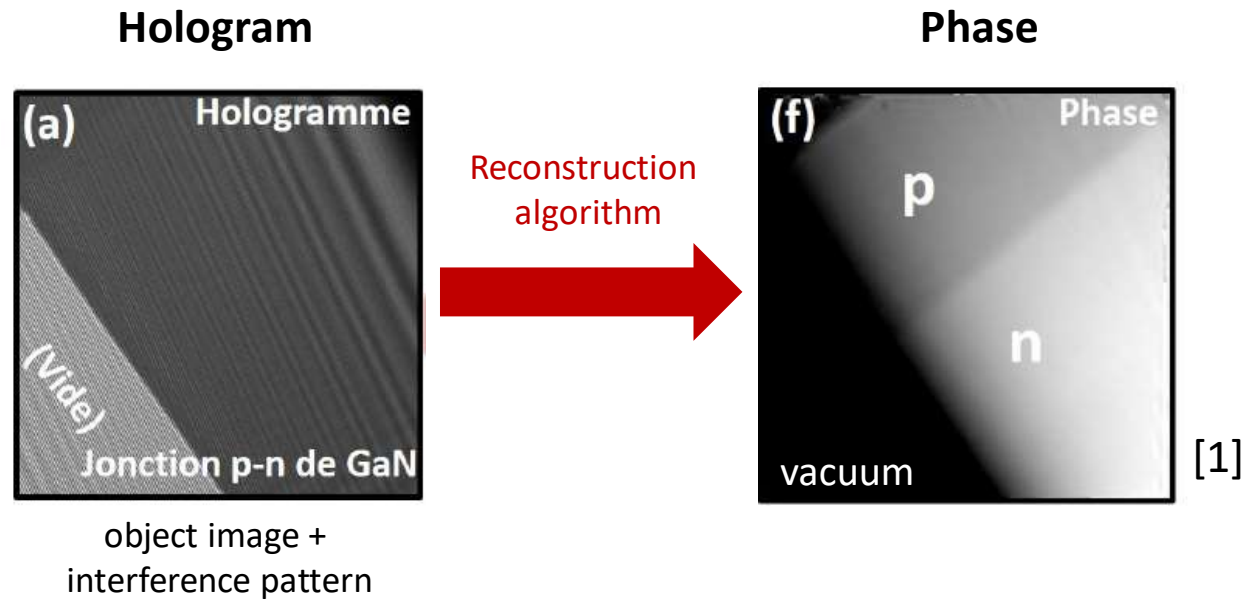 Hologram
Phase
(a)
Hologramme
(Vide)
Jonction p-n de GaN
object image +
interference pattern
Reconstruction
algorithm
(f)
Phase
p
n
vacuum
[1]